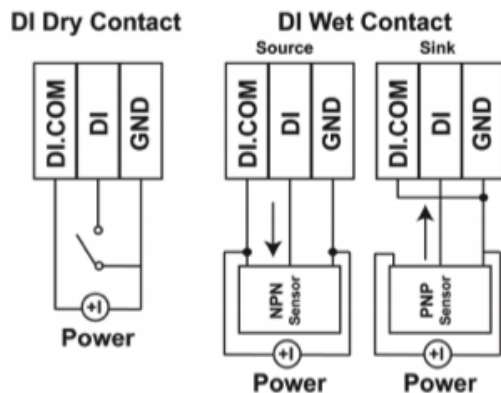 DI Dry Contact
DI.COM
DI
GND
+I
Power
DI Wet Contact
Source
DI.COM
DI
GND
NPN
Sensor
+I
Power
Sink
DI.COM
DI
GND
PNP
Sensor
+I
Power